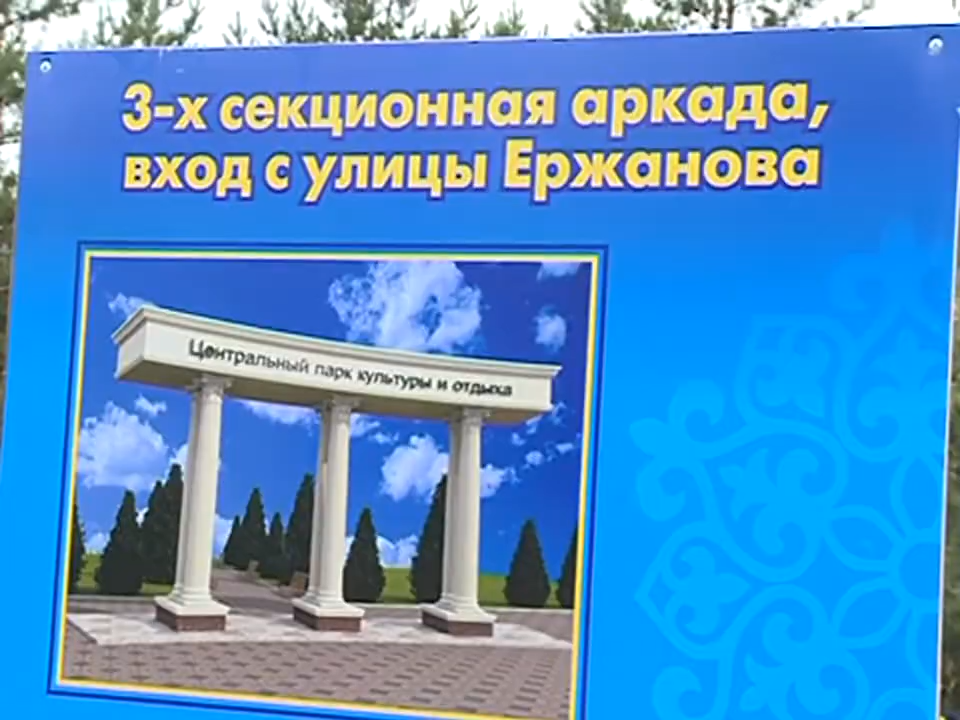 3-х секционная аркада,
вход с улицы Ержанова
Центральный парк культуры и отдыха